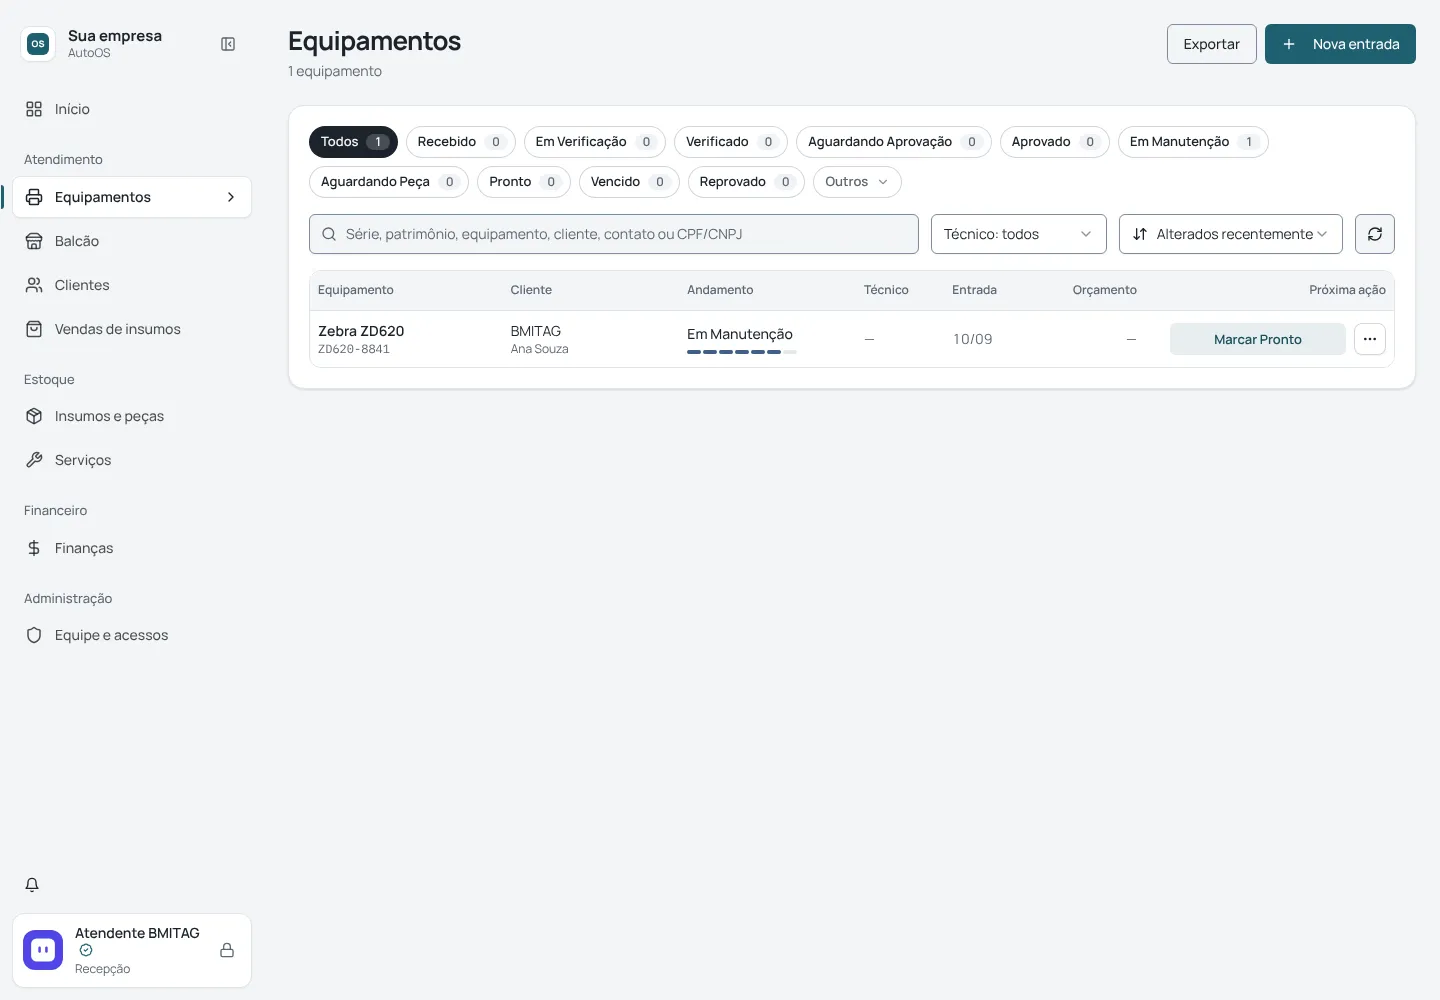 OS
Sua empresa
AutoOS
Início
Atendimento
Equipamentos
Balcão
Clientes
Vendas de insumos
Estoque
Insumos e peças
Serviços
Financeiro
Finanças
Administração
Equipe e acessos
Atendente BMITAG
Recepção
Equipamentos
1 equipamento
Exportar
Nova entrada
Todos 1 Recebido 0 Em Verificação 0 Verificado 0 Aguardando Aprovação 0 Aprovado 0 Em Manutenção 1
Aguardando Peça 0 Pronto 0 Vencido 0 Reprovado 0 Outros
Série, patrimônio, equipamento, cliente, contato ou CPF/CNPJ
Técnico: todos
Alterados recentemente
Equipamento Cliente Andamento Técnico Entrada Orçamento Próxima ação
Zebra ZD620 BMITAG Em Manutenção — 10/09 — Marcar Pronto
ZD620-8841 Ana Souza